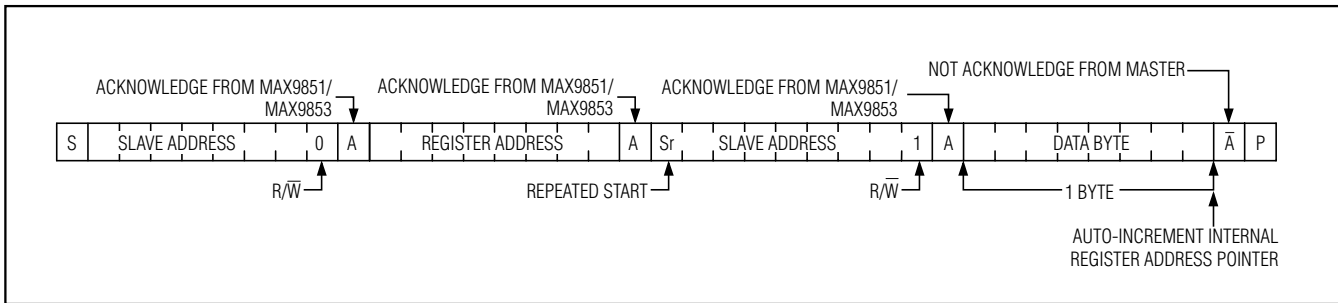 ACKNOWLEDGE FROM MAX9851/
MAX9853
ACKNOWLEDGE FROM MAX9851/
MAX9853
ACKNOWLEDGE FROM MAX9851/
MAX9853
NOT ACKNOWLEDGE FROM MASTER
S SLAVE ADDRESS 0 A REGISTER ADDRESS A Sr SLAVE ADDRESS 1 A DATA BYTE A̅ P
R/W̅
REPEATED START
R/W̅
1 BYTE
AUTO-INCREMENT INTERNAL
REGISTER ADDRESS POINTER